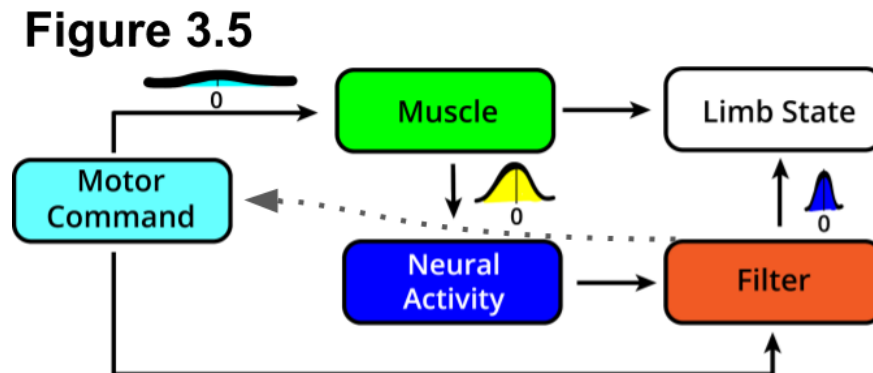 Figure 3.5
0
Muscle
Limb State
Motor
Command
0
0
Neural
Activity
Filter